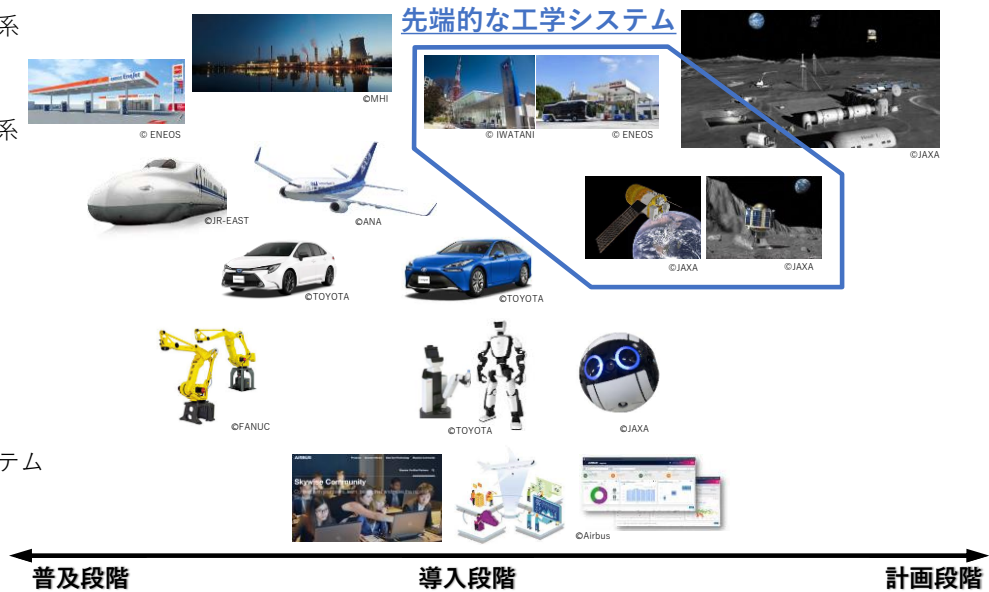 系
先端的な工学システム
©MHI
© ENEOS
© IWATANI
© ENEOS
©JAXA
系
©JR-EAST
©ANA
©JAXA
©JAXA
©TOYOTA
©TOYOTA
©FANUC
©TOYOTA
©JAXA
テム
AIRBUS
Skywise Community
©Airbus
普及段階
導入段階
計画段階